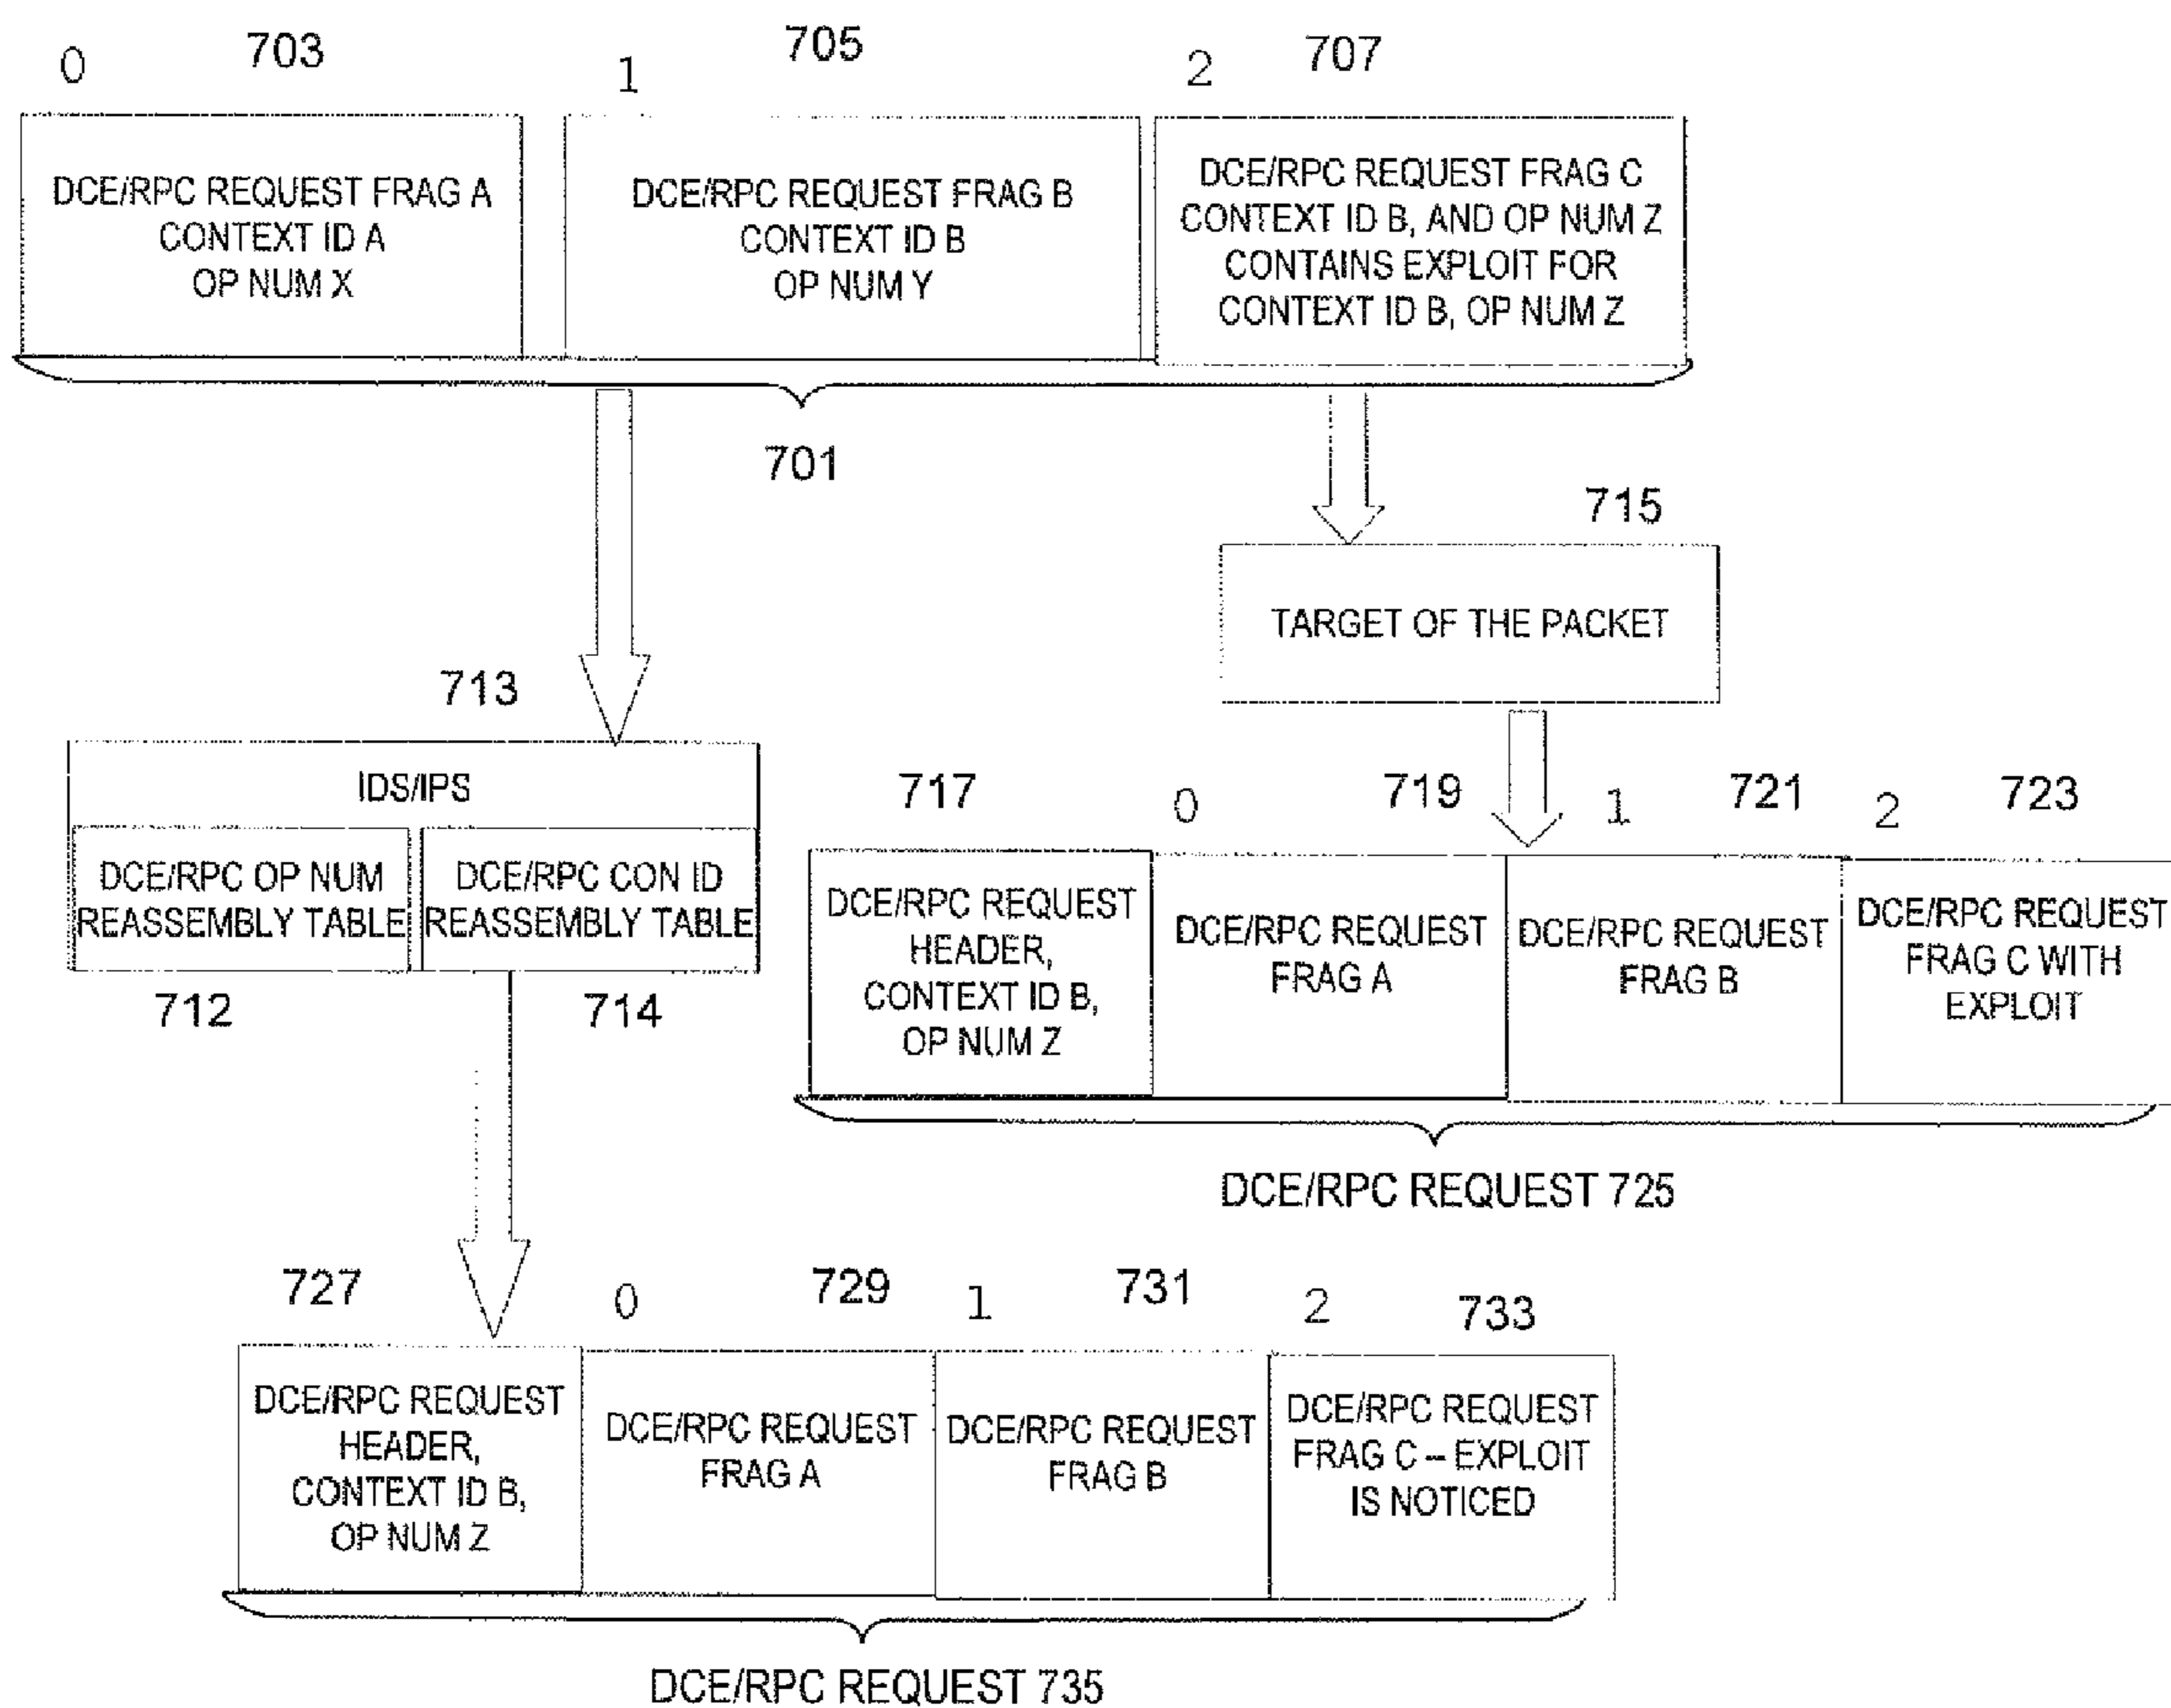 0 703 1 705 2 707
DCE/RPC REQUEST FRAG A
CONTEXT ID A
OP NUM X
DCE/RPC REQUEST FRAG B
CONTEXT ID B
OP NUM Y
DCE/RPC REQUEST FRAG C
CONTEXT ID B, AND OP NUM Z
CONTAINS EXPLOIT FOR
CONTEXT ID B, OP NUM Z
701
715
TARGET OF THE PACKET
713
IDS/IPS
DCE/RPC OP NUM
REASSEMBLY TABLE
DCE/RPC CON ID
REASSEMBLY TABLE
712 714
717 0 719 1 721 2 723
DCE/RPC REQUEST
HEADER,
CONTEXT ID B,
OP NUM Z
DCE/RPC REQUEST
FRAG A
DCE/RPC REQUEST
FRAG B
DCE/RPC REQUEST
FRAG C WITH
EXPLOIT
DCE/RPC REQUEST 725
727 0 729 1 731 2 733
DCE/RPC REQUEST
HEADER,
CONTEXT ID B,
OP NUM Z
DCE/RPC REQUEST
FRAG A
DCE/RPC REQUEST
FRAG B
DCE/RPC REQUEST
FRAG C -- EXPLOIT
IS NOTICED
DCE/RPC REQUEST 735